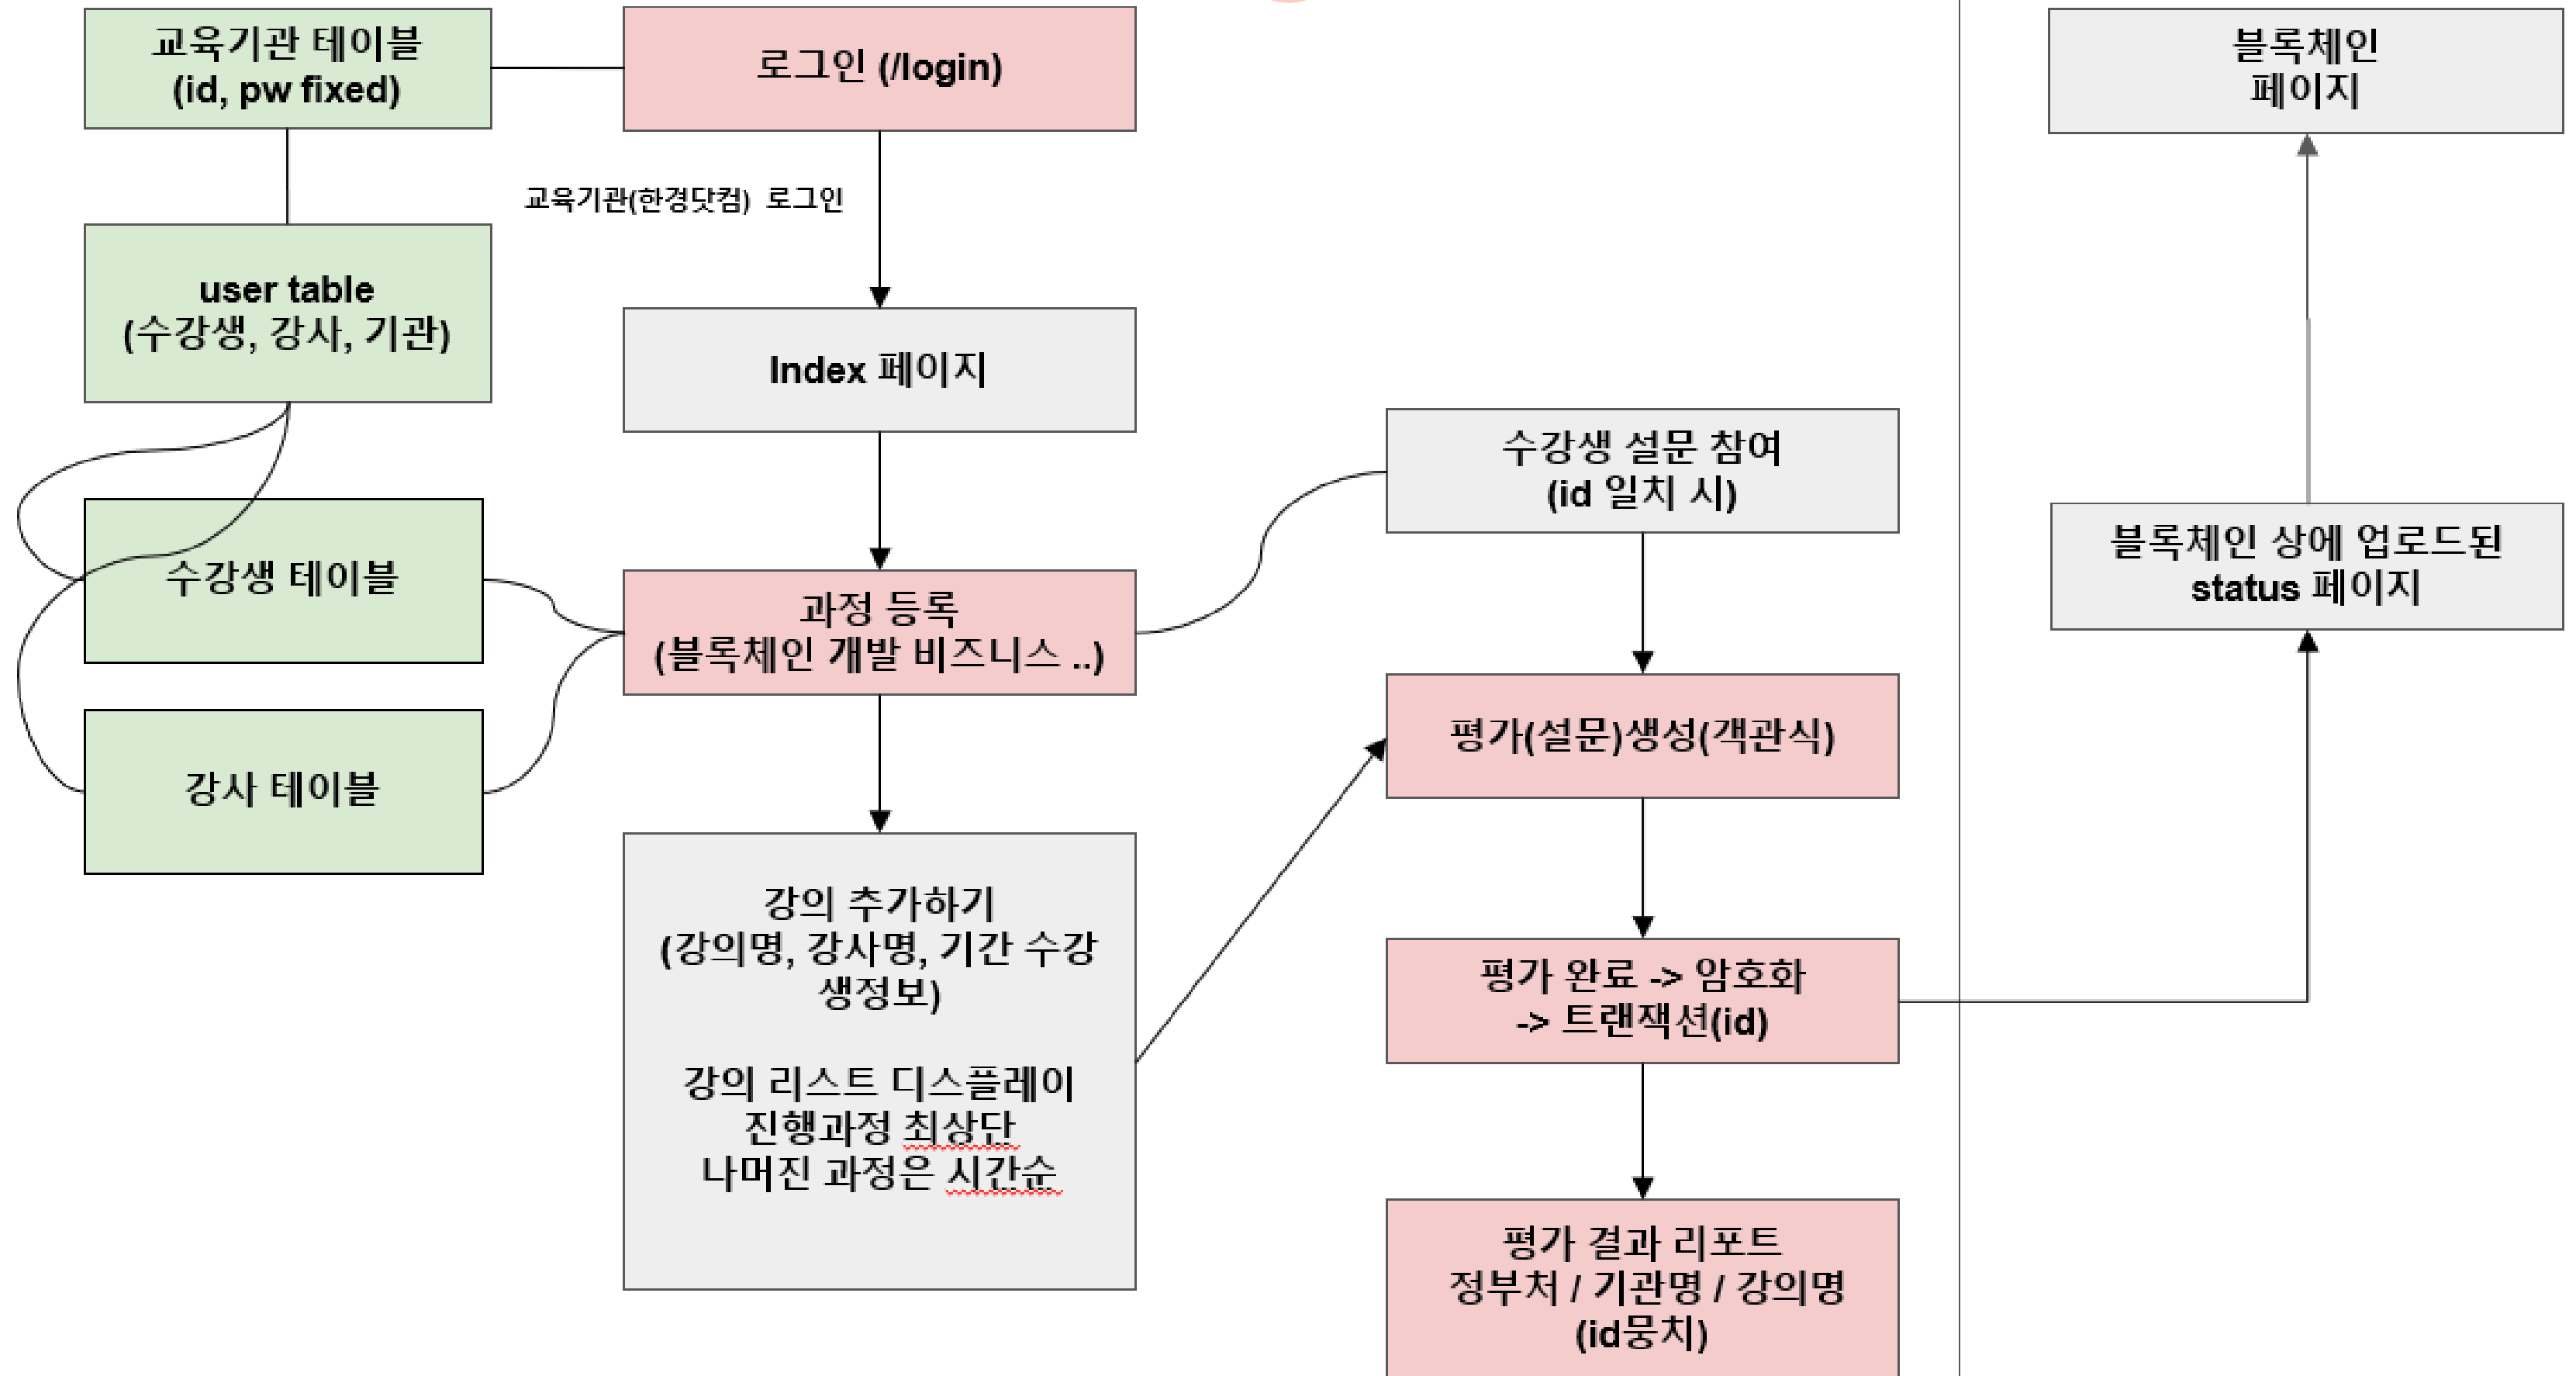 교육기관 테이블
(id, pw fixed)
로그인 (/login)
블록체인
페이지
교육기관(한경닷컴) 로그인
user table
(수강생, 강사, 기관)
Index 페이지
수강생 설문 참여
(id 일치 시)
블록체인 상에 업로드된
status 페이지
수강생 테이블
과정 등록
(블록체인 개발 비즈니스 ..)
평가(설문)생성(객관식)
강사 테이블
강의 추가하기
(강의명, 강사명, 기간 수강
생정보)
강의 리스트 디스플레이
진행과정 최상단
나머진 과정은 시간순
평가 완료 -> 암호화
-> 트랜잭션(id)
평가 결과 리포트
정부처 / 기관명 / 강의명
(id뭉치)